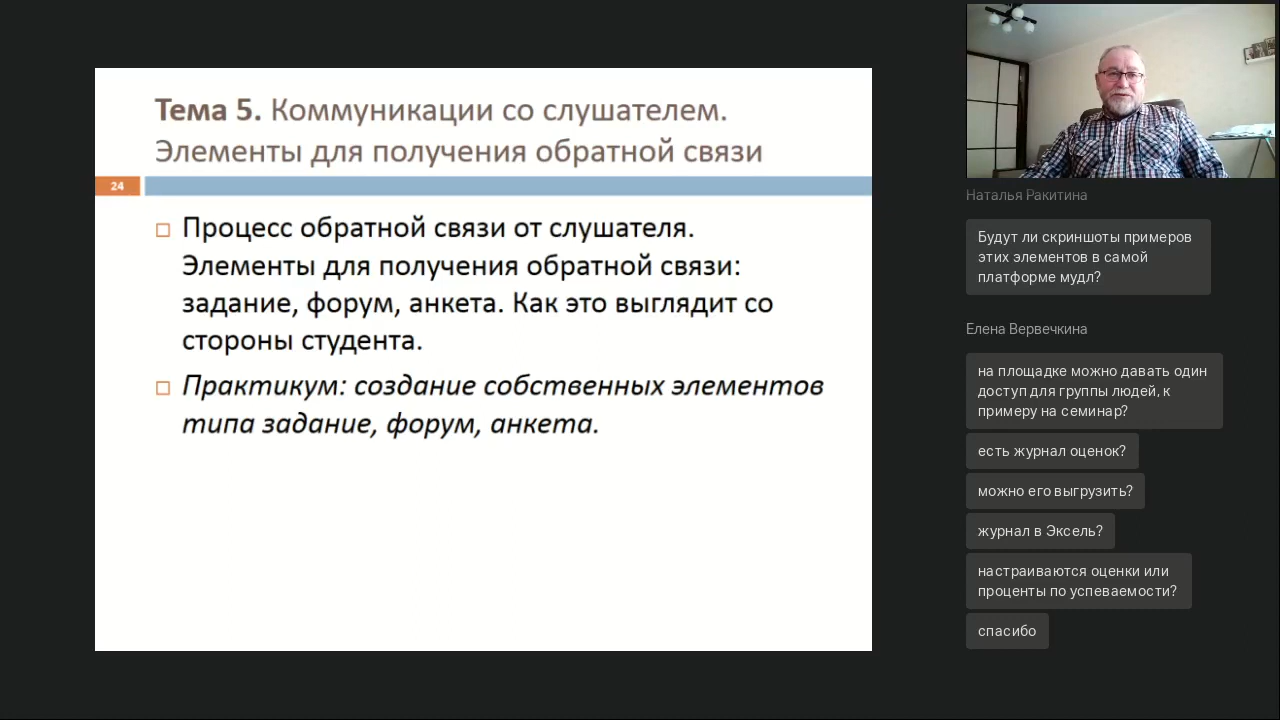 Тема 5. Коммуникации со слушателем.
Элементы для получения обратной связи
24
Процесс обратной связи от слушателя.
Элементы для получения обратной связи:
задание, форум, анкета. Как это выглядит со
стороны студента.
Практикум: создание собственных элементов
типа задание, форум, анкета.
Наталья Ракитина
Будут ли скриншоты примеров
этих элементов в самой
платформе мудл?
Елена Вервечкина
на площадке можно давать один
доступ для группы людей, к
примеру на семинар?
есть журнал оценок?
можно его выгрузить?
журнал в Эксель?
настраиваются оценки или
проценты по успеваемости?
спасибо